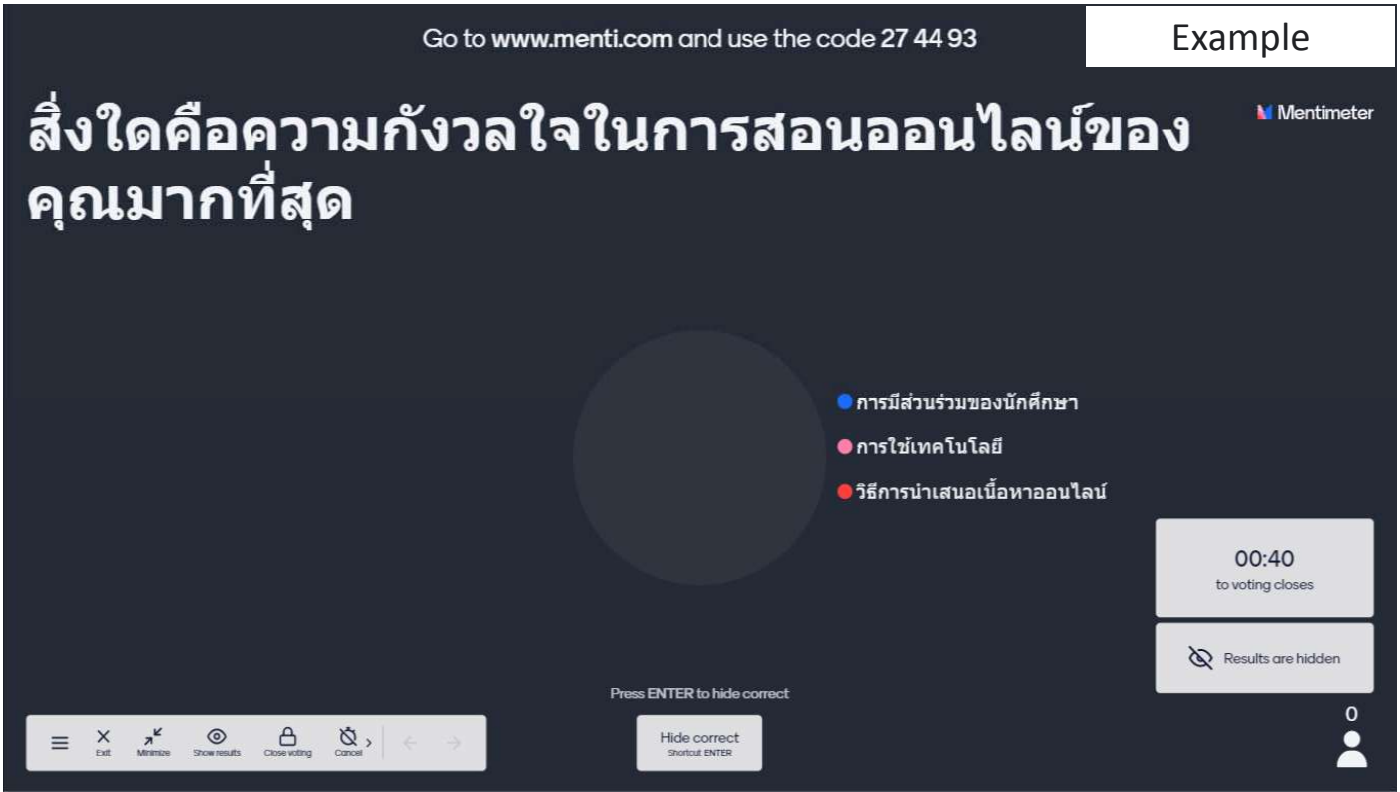 Go to www.menti.com and use the code 27 44 93
Example
สิ่งใดคือความกังวลใจในการสอนออนไลน์ของ
คุณมากที่สุด
Mentimeter
การมีส่วนร่วมของนักศึกษา
การใช้เทคโนโลยี
วิธีการนำเสนอเนื้อหาออนไลน์
00:40
to voting closes
Results are hidden
Press ENTER to hide correct
Hide correct
Shortcut ENTER
0
Exit
Minimize
Show results
Close voting
Cancel